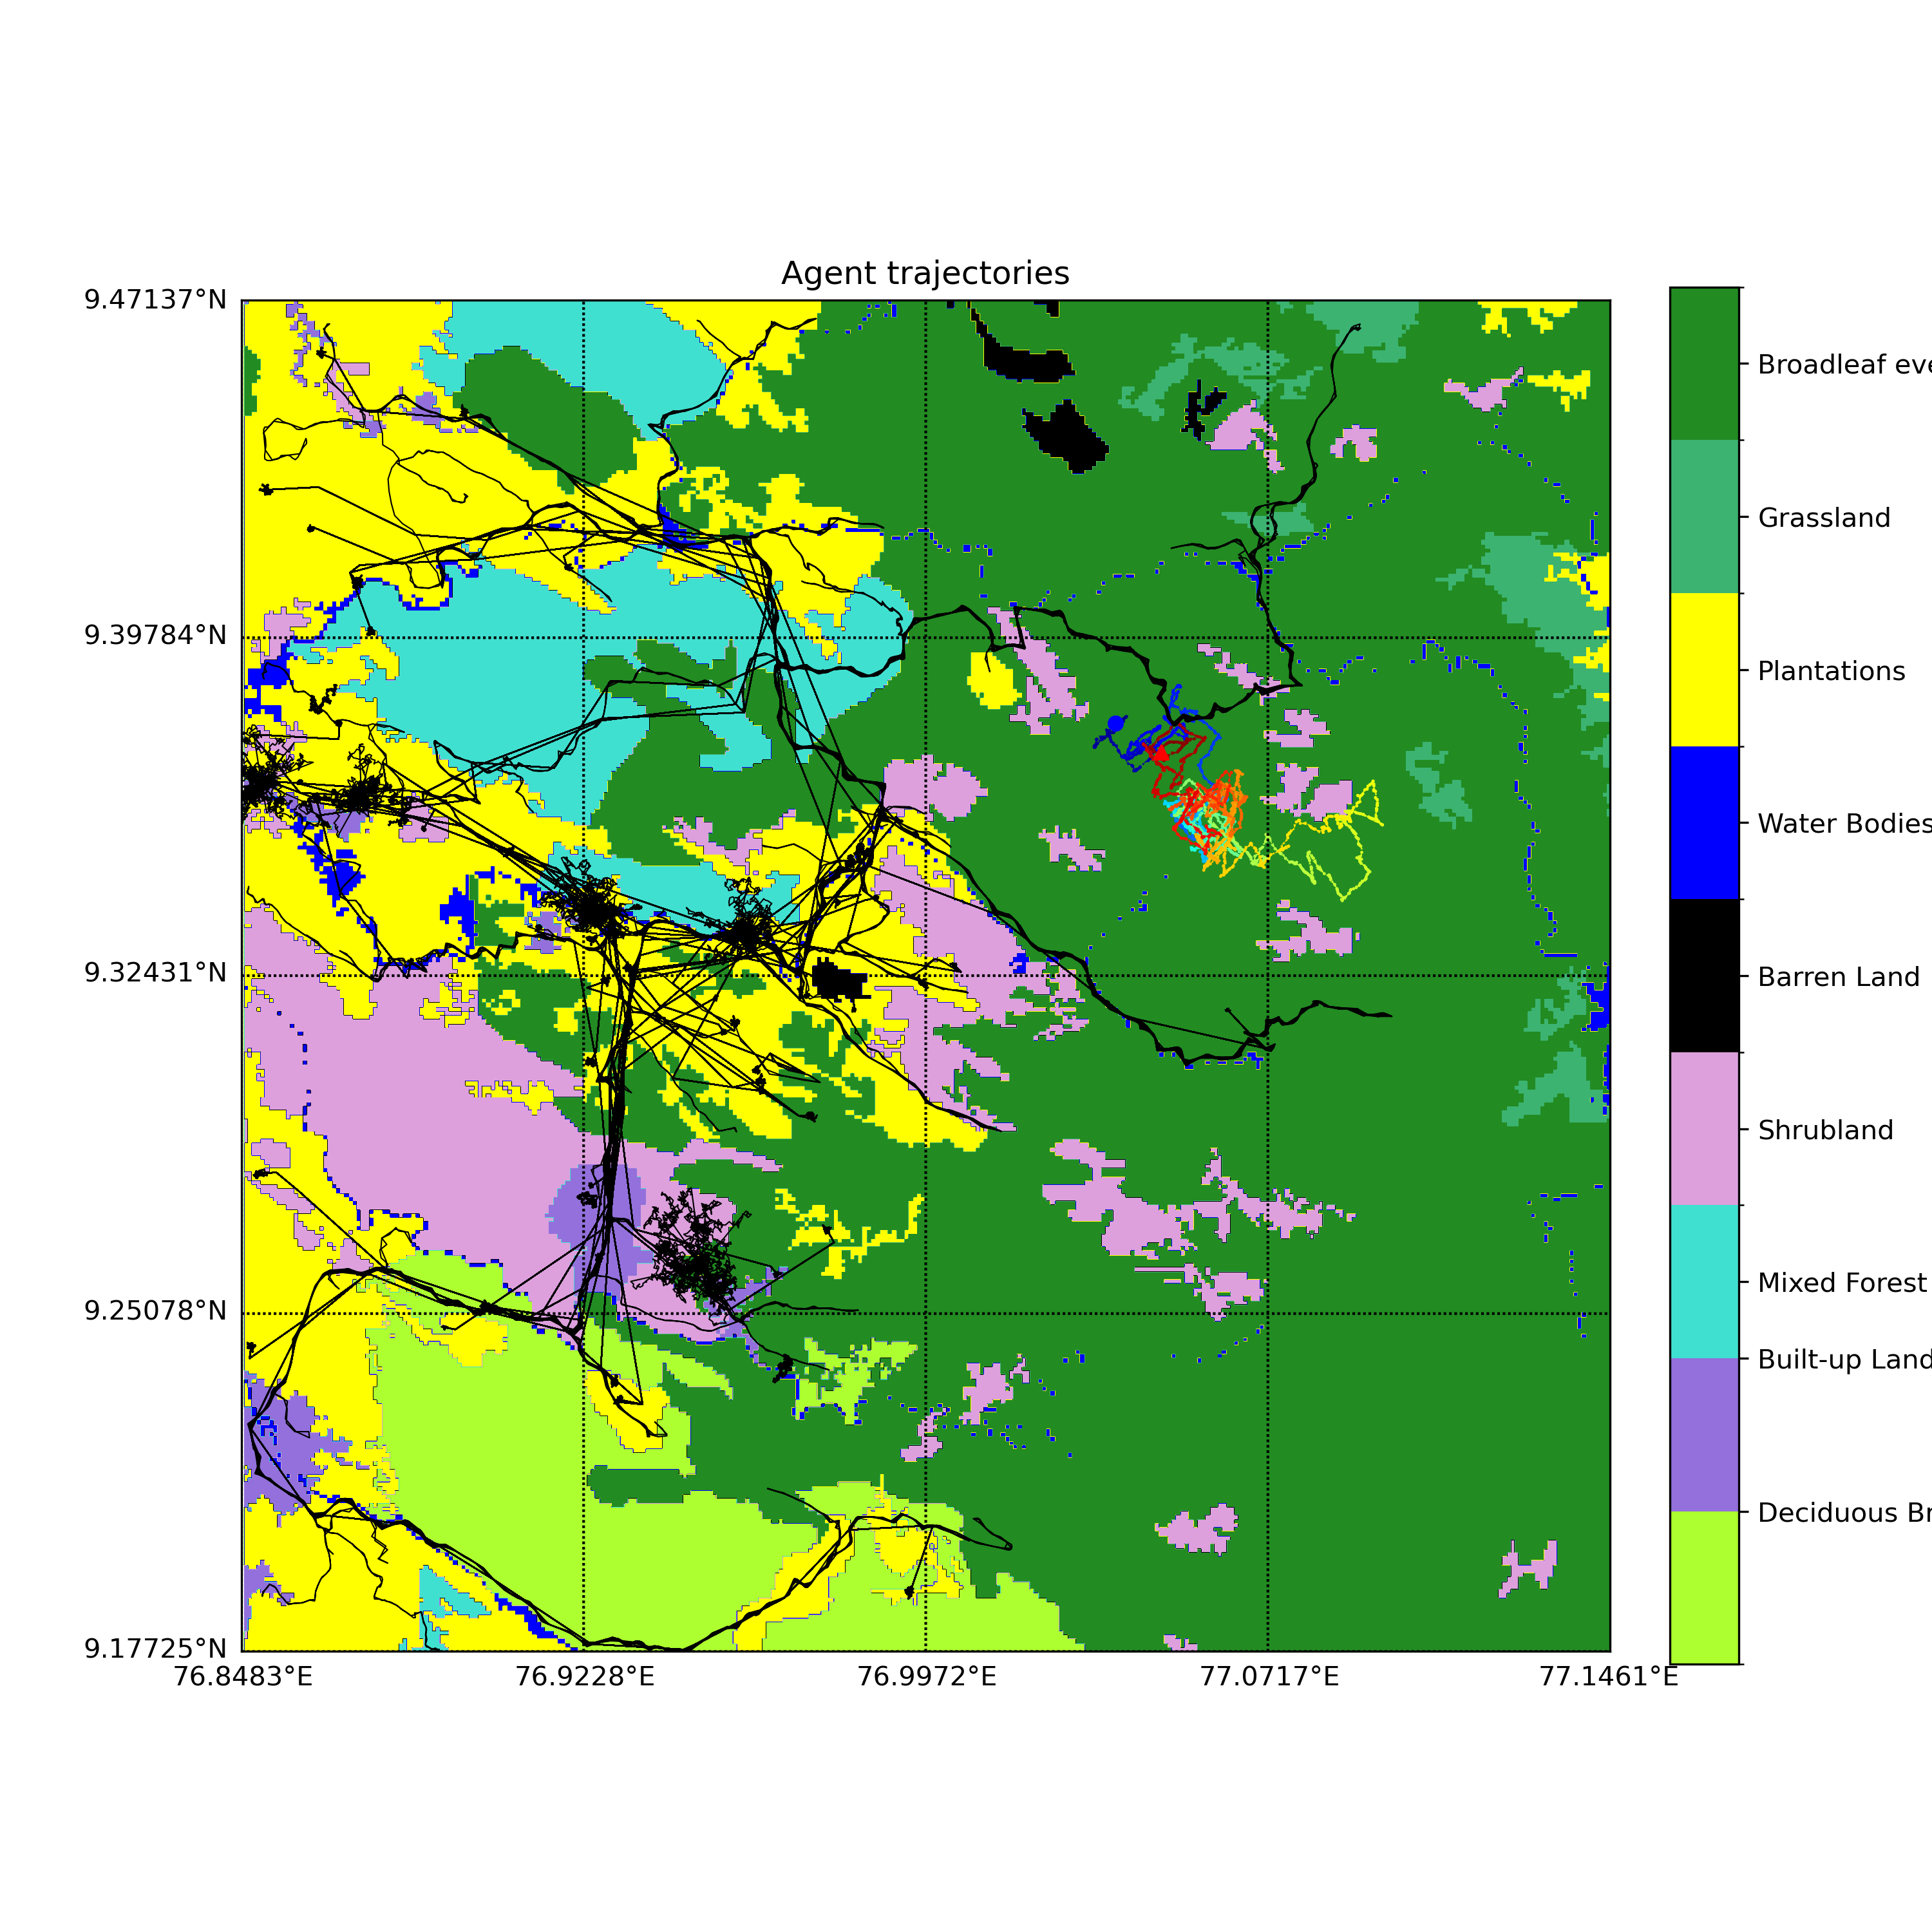 Agent trajectories
9.47137°N
9.39784°N
9.32431°N
9.25078°N
9.17725°N
76.8483°E
76.9228°E
76.9972°E
77.0717°E
77.1461°E
Broadleaf eve
Grassland
Plantations
Water Bodies
Barren Land
Shrubland
Mixed Forest
Built-up Land
Deciduous Br